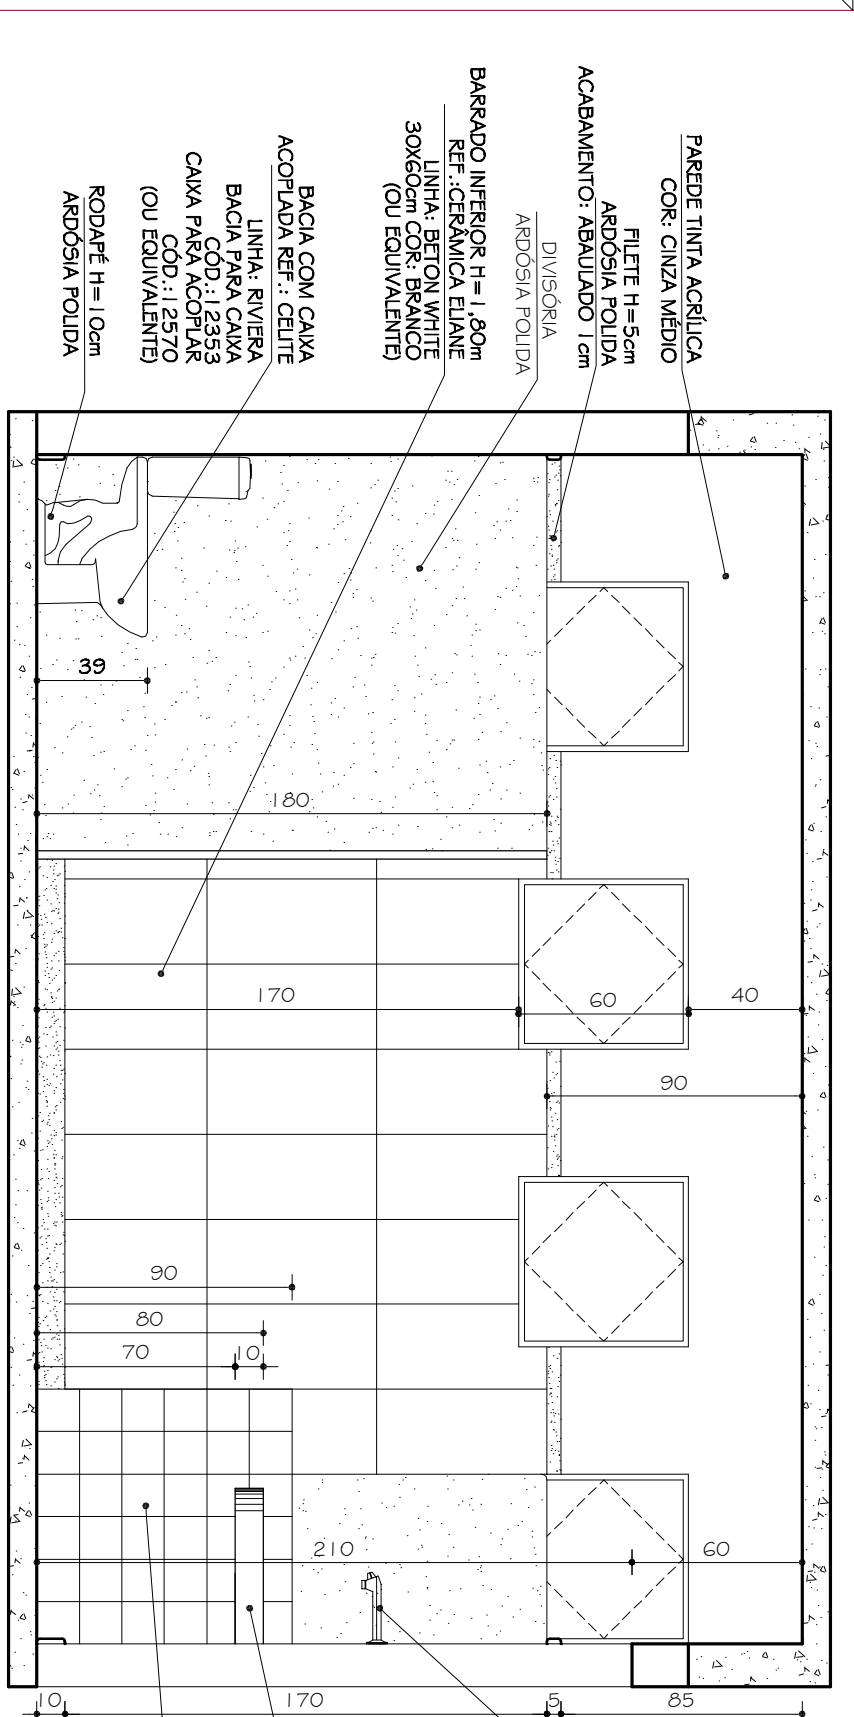 PAREDE TINTA ACRÍLICA
COR: CINZA MÉDIO
FILETE H=5cm
ARDÓSIA POLIDA
ACABAMENTO: ABAULADO 1cm
DIVISÓRIA
ARDÓSIA POLIDA
BARRADO INFERIOR H=1,80m
REF.:CERÂMICA ELIANE
LINHA: BETON WHITE
30X60cm COR: BRANCO
(OU EQUIVALENTE)
BACIA COM CAIXA
ACOPLADA REF.: CELITE
LINHA: RIVIERA
BACIA PARA CAIXA
CÓD.:12353
CAIXA PARA ACOPLAR
CÓD.:12570
(OU EQUIVALENTE)
RODAPÉ H=10cm
ARDÓSIA POLIDA
39
180
170
60
40
90
90
80
70
10
210
60
10
170
5
85